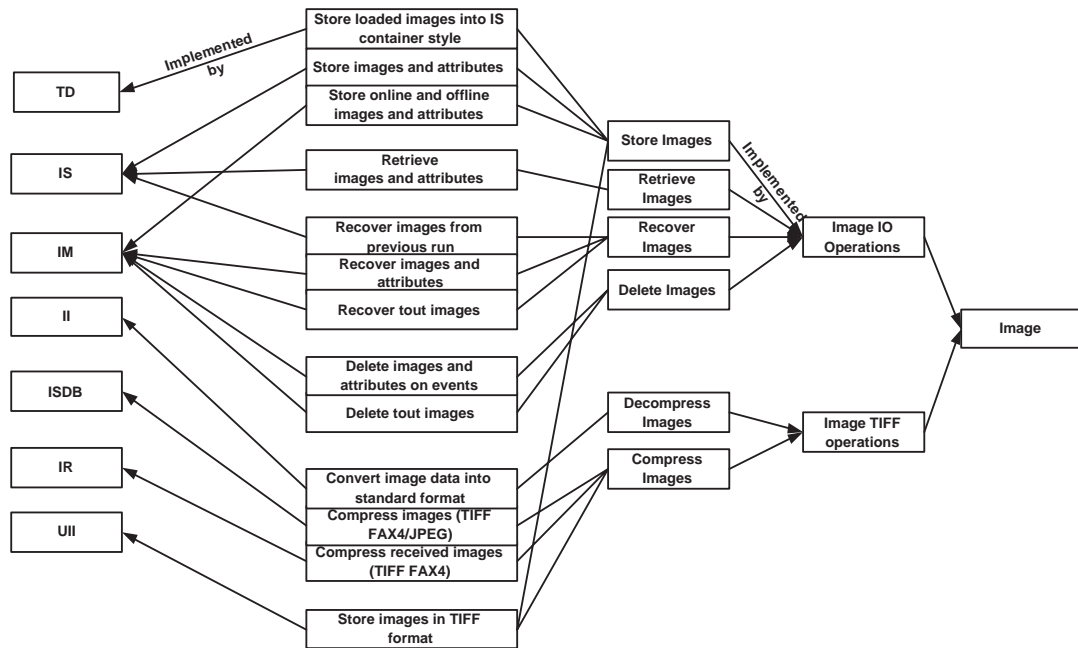 Store loaded images into IS
container style
Implemented
by
Store images and attributes
TD
Store online and offline
images and attributes
Store Images
Implemented
by
IS
Retrieve
images and attributes
Retrieve
Images
Recover images from
previous run
Recover
Images
Image IO
Operations
IM
Recover images and
attributes
Delete Images
Recover tout images
II
Image
Delete images and
attributes on events
ISDB
Delete tout images
Decompress
Images
Image TIFF
operations
IR
Convert image data into
standard format
Compress
Images
Compress images (TIFF
FAX4/JPEG)
UII
Compress received images
(TIFF FAX4)
Store images in TIFF
format